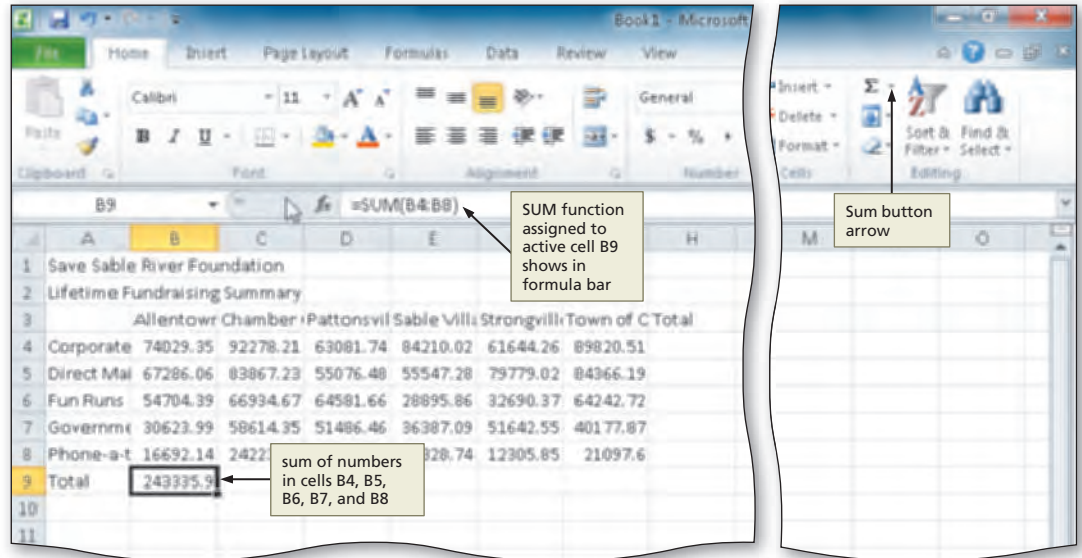 Book1 - Microsoft
File Home Insert Page Layout Formulas Data Review View
Calibri 11 A A General Insert Σ
Paste B I U A $ % , Delete Sort & Find &
Format Filter Select
Clipboard Font Alignment Number Cells Editing
B9 fx =SUM(B4:B8)
SUM function
assigned to
active cell B9
shows in
formula bar
Sum button
arrow
A B C D E H M O
1 Save Sable River Foundation
2 Lifetime Fundraising Summary
3 Allentowr Chamber Pattonsvil Sable Villa Strongville Town of C Total
4 Corporate 74029.35 92278.21 63081.74 84210.02 61644.26 89820.51
5 Direct Mai 67286.06 83867.23 55076.48 55547.28 79779.02 84366.19
6 Fun Runs 54704.39 66934.67 64581.66 28895.86 32690.37 64242.72
7 Governme 30623.99 58614.35 51486.46 36387.09 51642.55 40177.87
8 Phone-a-t 16692.14 2422 328.74 12305.85 21097.6
9 Total 243335.9
sum of numbers
in cells B4, B5,
B6, B7, and B8
10
11